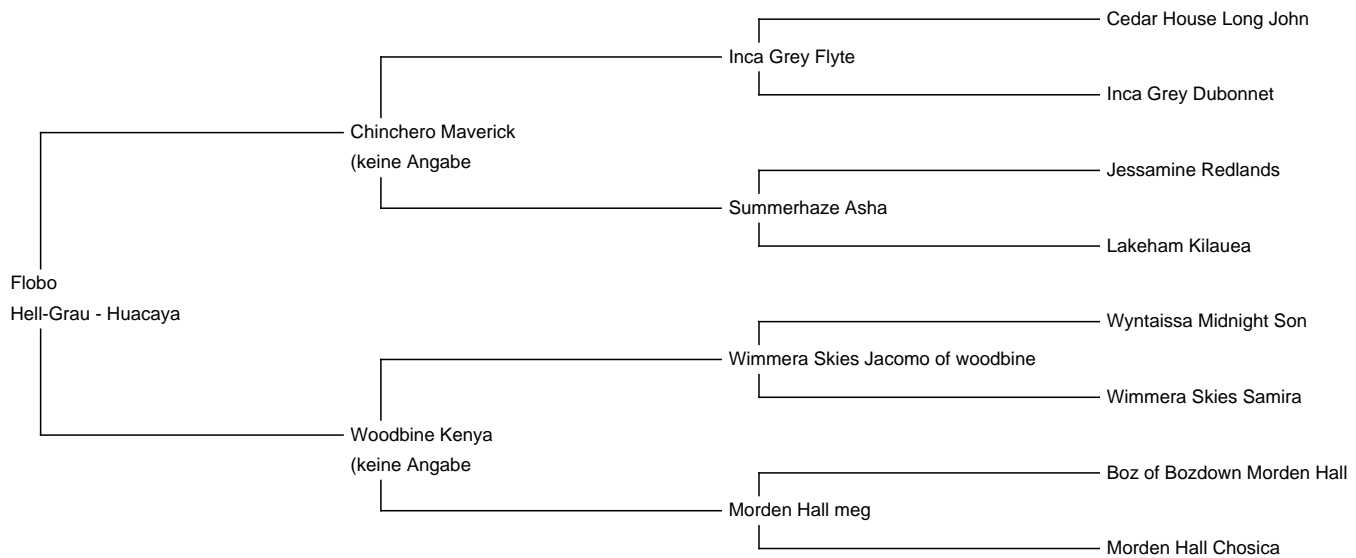 Cedar House Long John
Inca Grey Flyte
Inca Grey Dubonnet
Chinchero Maverick
(keine Angabe
Jessamine Redlands
Summerhaze Asha
Lakeham Kilauea
Flobo
Hell-Grau - Huacaya
Wyntaissa Midnight Son
Wimmera Skies Jacomo of woodbine
Wimmera Skies Samira
Woodbine Kenya
(keine Angabe
Boz of Bozdown Morden Hall
Morden Hall meg
Morden Hall Chosica